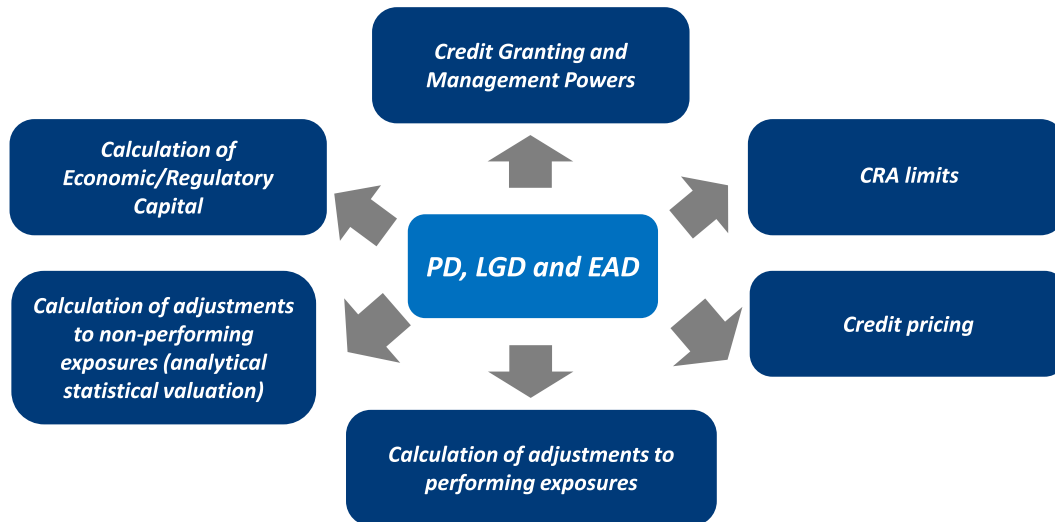 Credit Granting and
Management Powers
Calculation of
Economic/Regulatory
Capital
CRA limits
PD, LGD and EAD
Calculation of adjustments
to non-performing
exposures (analytical
statistical valuation)
Credit pricing
Calculation of adjustments to
performing exposures